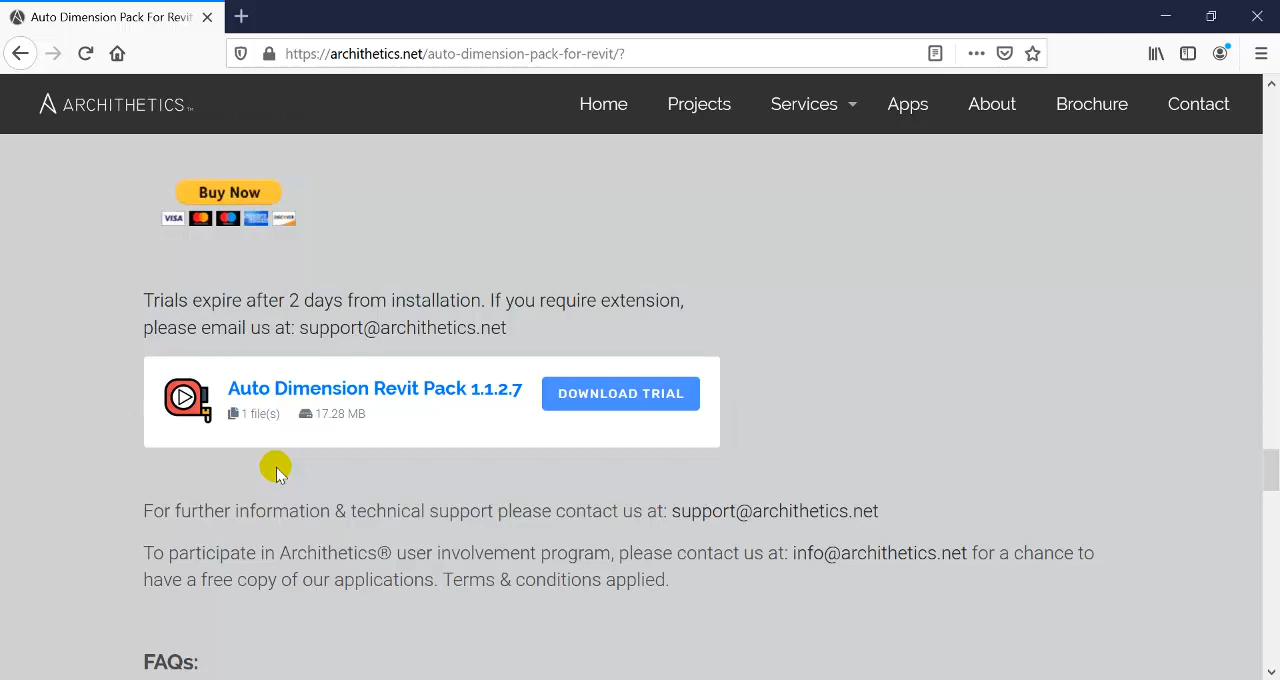 Auto Dimension Pack For Revit
https://archithetics.net/auto-dimension-pack-for-revit/?
ARCHITHETICS™
Home
Projects
Services
Apps
About
Brochure
Contact
Buy Now
VISA
DISCOVER
Trials expire after 2 days from installation. If you require extension,
please email us at: support@archithetics.net
Auto Dimension Revit Pack 1.1.2.7
1 file(s)
17.28 MB
DOWNLOAD TRIAL
For further information & technical support please contact us at: support@archithetics.net
To participate in Archithetics® user involvement program, please contact us at: info@archithetics.net for a chance to
have a free copy of our applications. Terms & conditions applied.
FAQs: